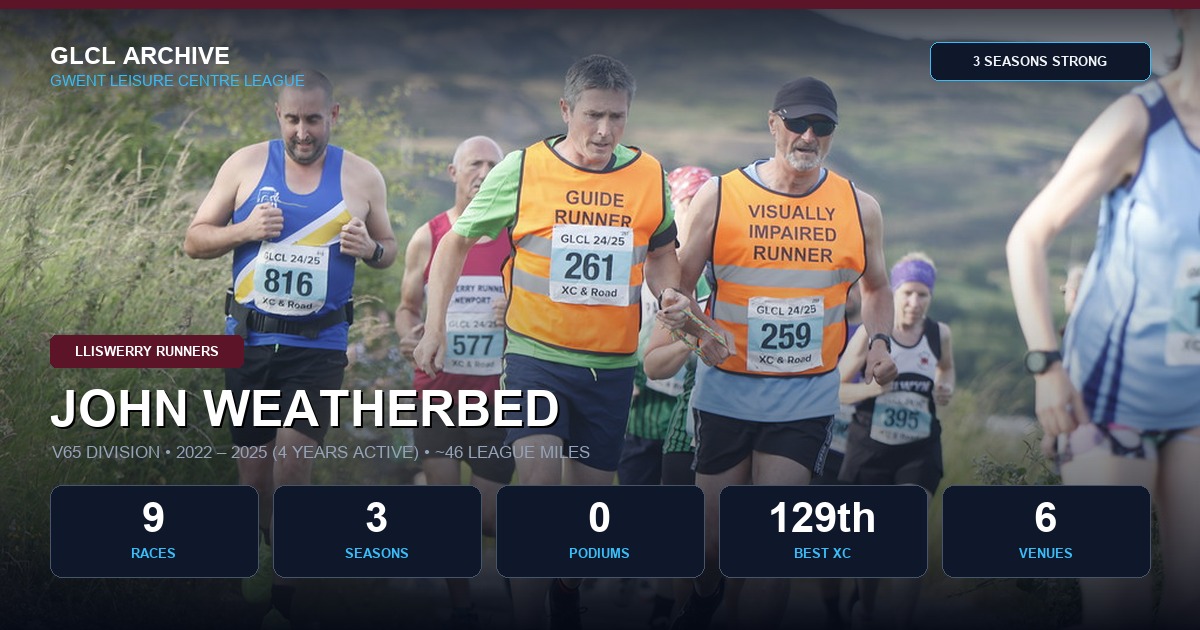 GLCL ARCHIVE
GWENT LEISURE CENTRE LEAGUE
3 SEASONS STRONG
GUIDE
RUNNER
GLCL 24/25
261
XC & Road
VISUALLY
IMPAIRED
RUNNER
GLCL 24/25
259
XC & Road
GLCL 24/25
816
XC & Road
NEWPORT
GLCL 24/25
577
XC & Road
395
LLISWERRY RUNNERS
JOHN WEATHERBED
V65 DIVISION • 2022 – 2025 (4 YEARS ACTIVE) • ~46 LEAGUE MILES
9
RACES
3
SEASONS
0
PODIUMS
129th
BEST XC
6
VENUES